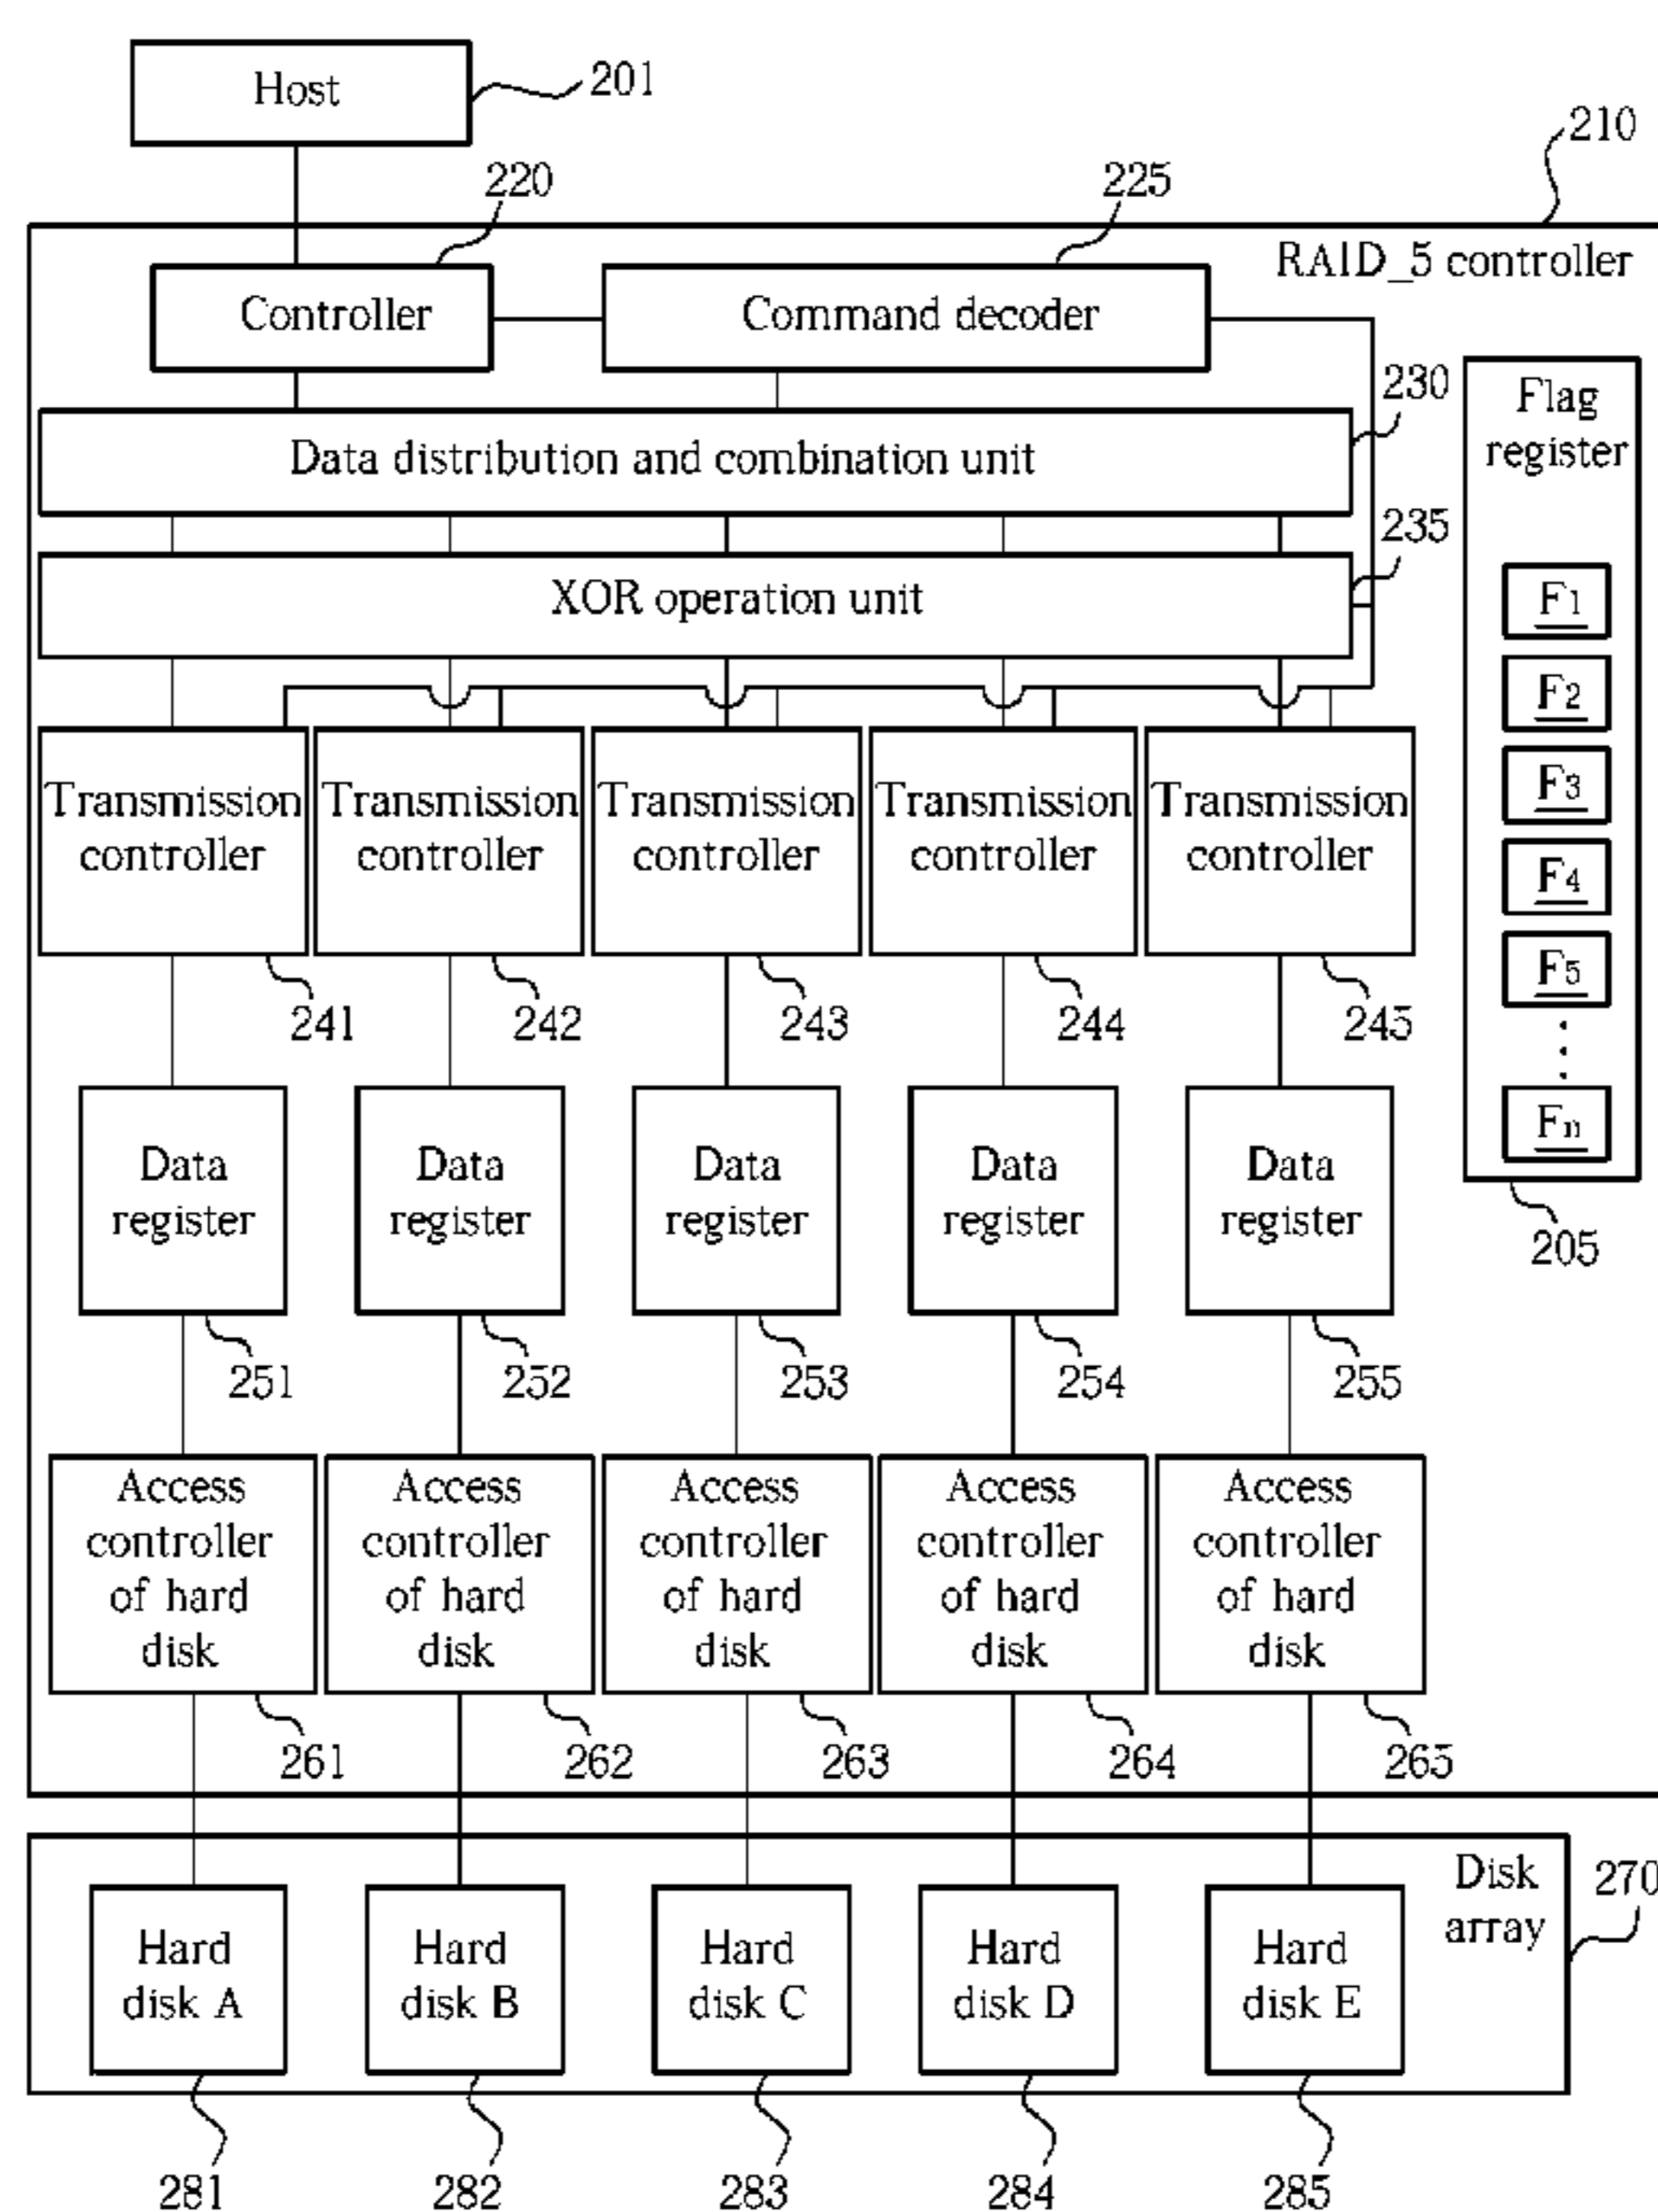 Host
201
210
220
225
RAID_5 controller
Controller
Command decoder
230
Flag
register
Data distribution and combination unit
235
XOR operation unit
F1
F2
F3
F4
F5
Fn
205
Transmission
controller
Transmission
controller
Transmission
controller
Transmission
controller
Transmission
controller
241
242
243
244
245
Data
register
Data
register
Data
register
Data
register
Data
register
251
252
253
254
255
Access
controller
of hard
disk
Access
controller
of hard
disk
Access
controller
of hard
disk
Access
controller
of hard
disk
Access
controller
of hard
disk
261
262
263
264
265
Disk
array
270
Hard
disk A
Hard
disk B
Hard
disk C
Hard
disk D
Hard
disk E
281
282
283
284
285